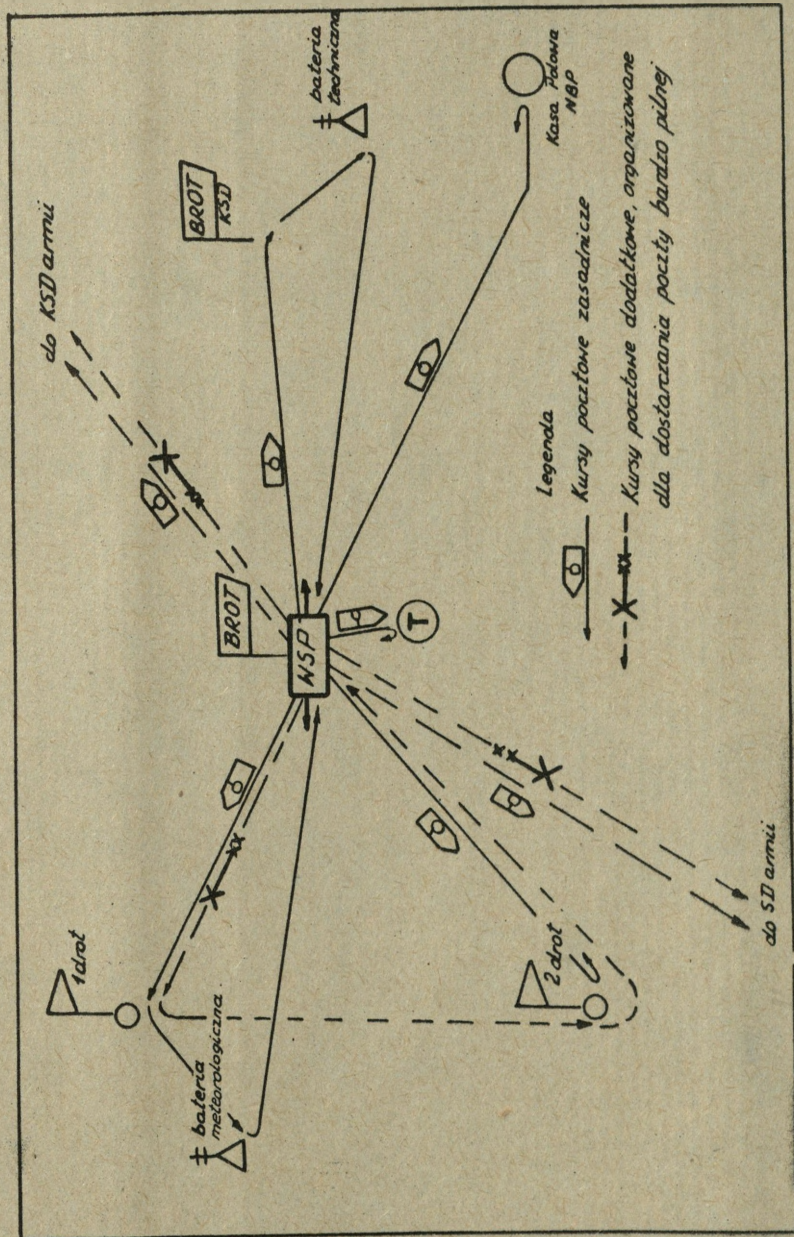 do KSD armii
BROT
KSD
bateria
techniczna
Kasa Polowa
NBP
BROT
WSP
T
1 drot
bateria
meteorologiczna
2 drot
do SD armii
Legenda
Kursy pocztowe zasadnicze
Kursy pocztowe dodatkowe, organizowane
dla dostarczania poczty bardzo pilnej